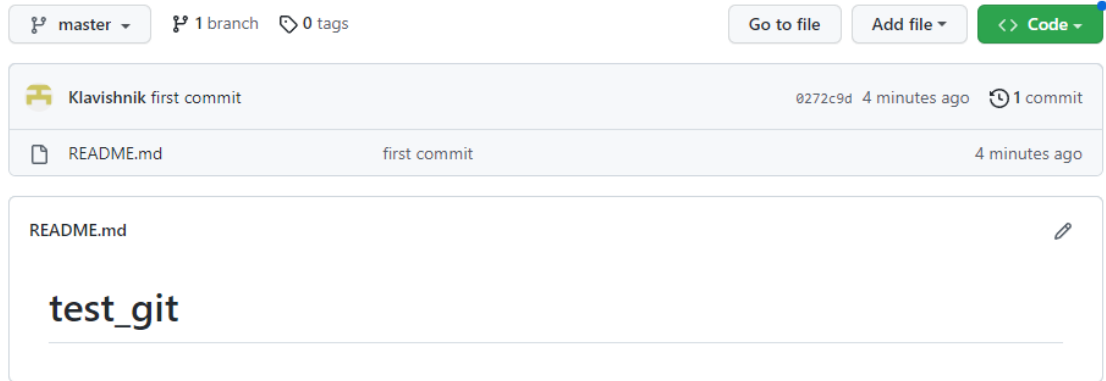 master 1 branch 0 tags Go to file Add file <> Code
Klavishnik first commit 0272c9d 4 minutes ago 1 commit
README.md first commit 4 minutes ago
README.md
test_git